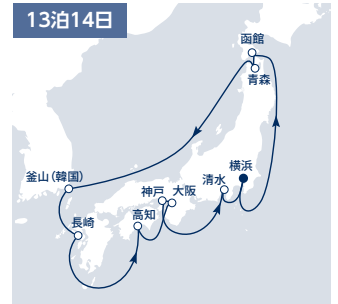 13泊14日
函館
青森
釜山（韓国）
横浜
神戸
大阪
清水
長崎
高知